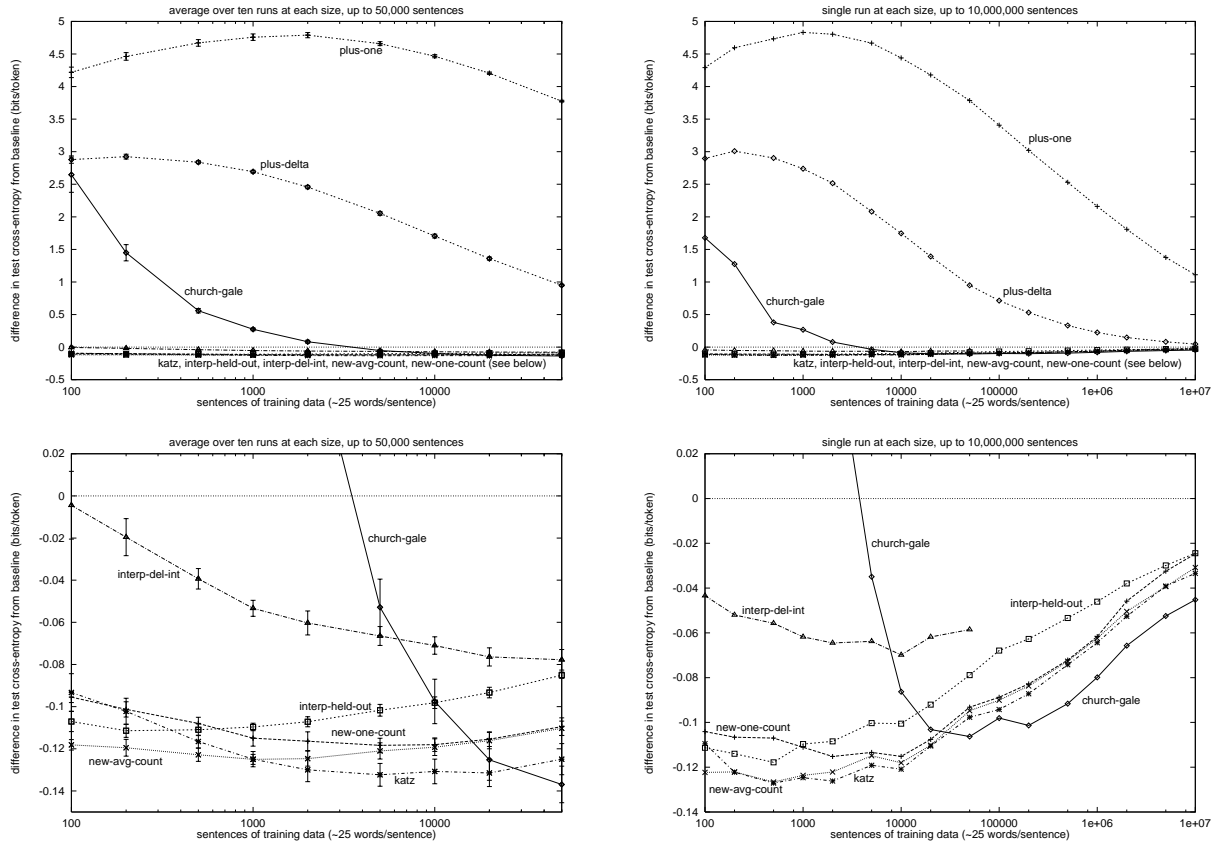 average over ten runs at each size, up to 50,000 sentences
5
4.5
4
3.5
3
2.5
2
1.5
1
0.5
0
-0.5
difference in test cross-entropy from baseline (bits/token)
plus-one
plus-delta
church-gale
katz, interp-held-out, interp-del-int, new-avg-count, new-one-count (see below)
100
1000
10000
sentences of training data (~25 words/sentence)
single run at each size, up to 10,000,000 sentences
5
4.5
4
3.5
3
2.5
2
1.5
1
0.5
0
-0.5
difference in test cross-entropy from baseline (bits/token)
plus-one
plus-delta
church-gale
katz, interp-held-out, interp-del-int, new-avg-count, new-one-count (see below)
100
1000
10000
100000
1e+06
1e+07
sentences of training data (~25 words/sentence)
average over ten runs at each size, up to 50,000 sentences
0.02
0
-0.02
-0.04
-0.06
-0.08
-0.1
-0.12
-0.14
difference in test cross-entropy from baseline (bits/token)
church-gale
interp-del-int
interp-held-out
new-one-count
new-avg-count
katz
100
1000
10000
sentences of training data (~25 words/sentence)
single run at each size, up to 10,000,000 sentences
0.02
0
-0.02
-0.04
-0.06
-0.08
-0.1
-0.12
-0.14
difference in test cross-entropy from baseline (bits/token)
church-gale
interp-del-int
interp-held-out
church-gale
new-one-count
new-avg-count
katz
100
1000
10000
100000
1e+06
1e+07
sentences of training data (~25 words/sentence)